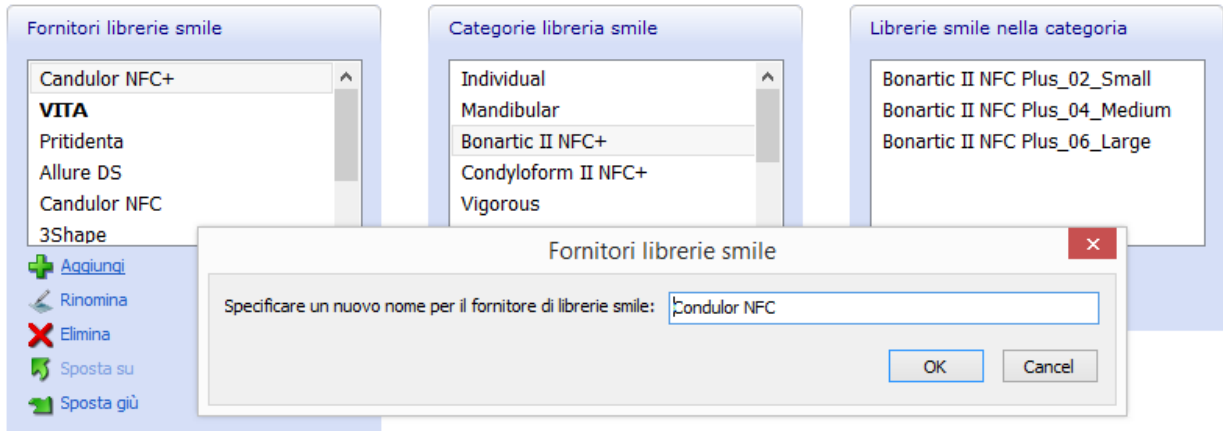 Fornitori librerie smile
Candulor NFC+
VITA
Pritidenta
Allure DS
Candulor NFC
3Shape
Aggiungi
Rinomina
Elimina
Sposta su
Sposta giù
Categorie libreria smile
Individual
Mandibular
Bonartic II NFC+
Condyloform II NFC+
Vigorous
Librerie smile nella categoria
Bonartic II NFC Plus_02_Small
Bonartic II NFC Plus_04_Medium
Bonartic II NFC Plus_06_Large
Fornitori librerie smile
Specificare un nuovo nome per il fornitore di librerie smile: Condulor NFC
OK Cancel